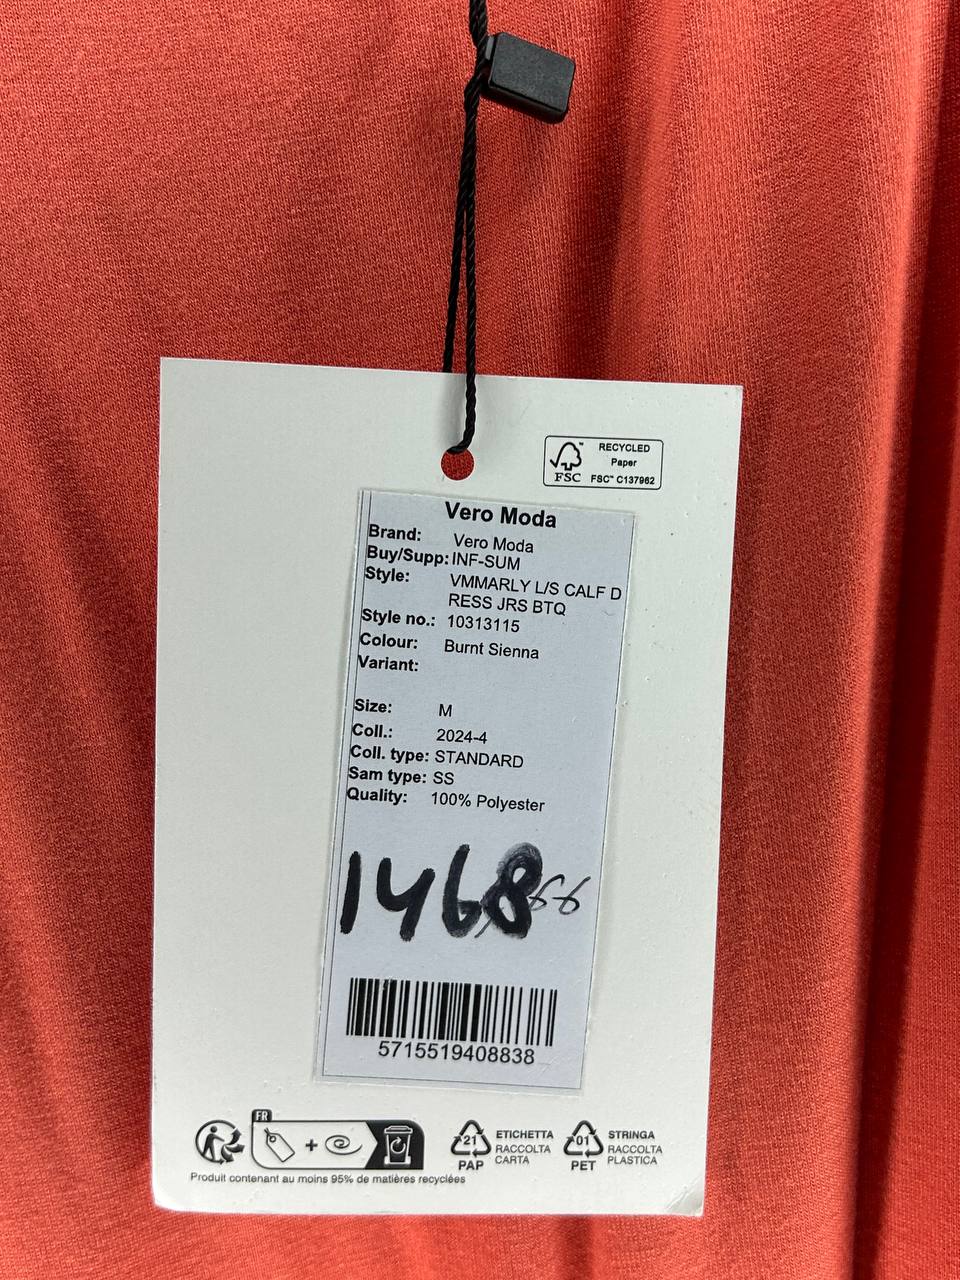 RECYCLED
Paper
FSC™ C137962
FSC
Vero Moda
Brand: Vero Moda
Buy/Supp: INF-SUM
Style: VMMARLY L/S CALF D
RESS JRS BTQ
Style no.: 10313115
Colour: Burnt Sienna
Variant:
Size: M
Coll.: 2024-4
Coll. type: STANDARD
Sam type: SS
Quality: 100% Polyester
1468
5715519408838
FR
+
21
PAP
ETICHETTA
RACCOLTA
CARTA
01
PET
STRINGA
RACCOLTA
PLASTICA
Produit contenant au moins 95% de matières recyclées